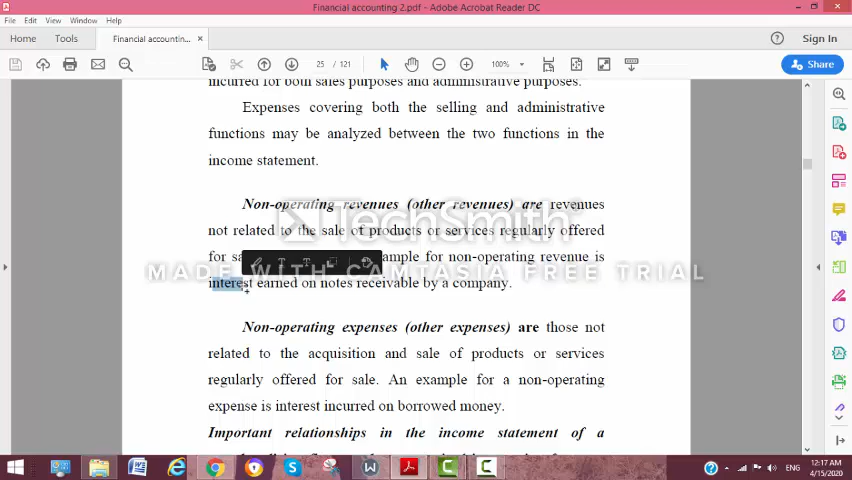 Financial accounting 2.pdf - Adobe Acrobat Reader DC
File Edit View Window Help
Home Tools Financial accountin... × Sign In
25 / 121 100% Share
incurred for both sales purposes and administrative purposes.
Expenses covering both the selling and administrative
functions may be analyzed between the two functions in the
income statement.
Non-operating revenues (other revenues) are revenues
not related to the sale of products or services regularly offered
TechSmith
for sa ample for non-operating revenue is
MADE WITH CAMTASIA FREE TRIAL
interest earned on notes receivable by a company.
Non-operating expenses (other expenses) are those not
related to the acquisition and sale of products or services
regularly offered for sale. An example for a non-operating
expense is interest incurred on borrowed money.
Important relationships in the income statement of a
ENG
12:17 AM
4/15/2020